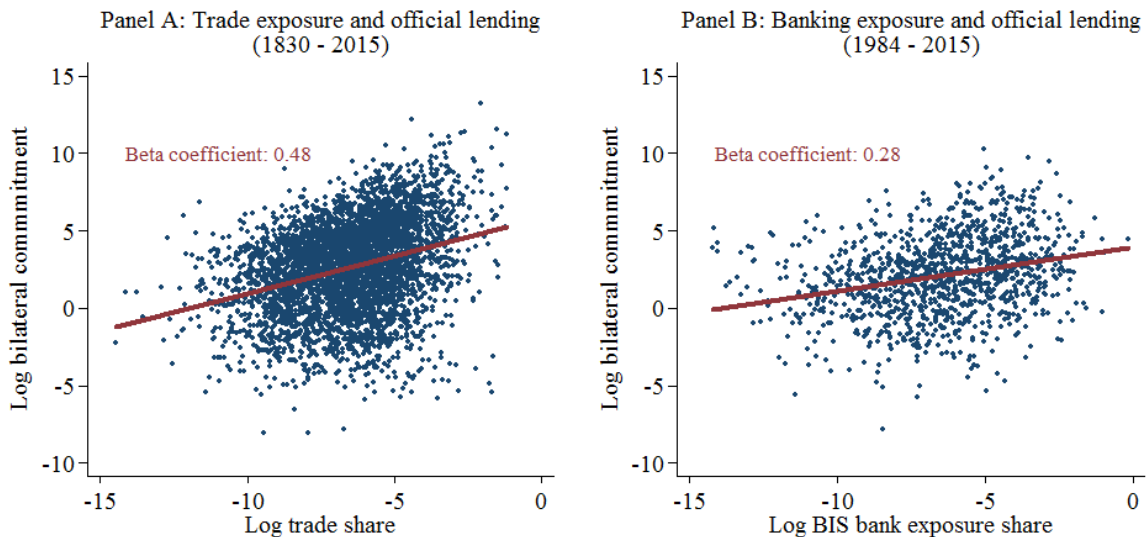 Panel A: Trade exposure and official lending
(1830 - 2015)
15
10
5
0
-5
-10
Log bilateral commitment
Beta coefficient: 0.48
-15
-10
-5
0
Log trade share
Panel B: Banking exposure and official lending
(1984 - 2015)
15
10
5
0
-5
-10
Log bilateral commitment
Beta coefficient: 0.28
-15
-10
-5
0
Log BIS bank exposure share